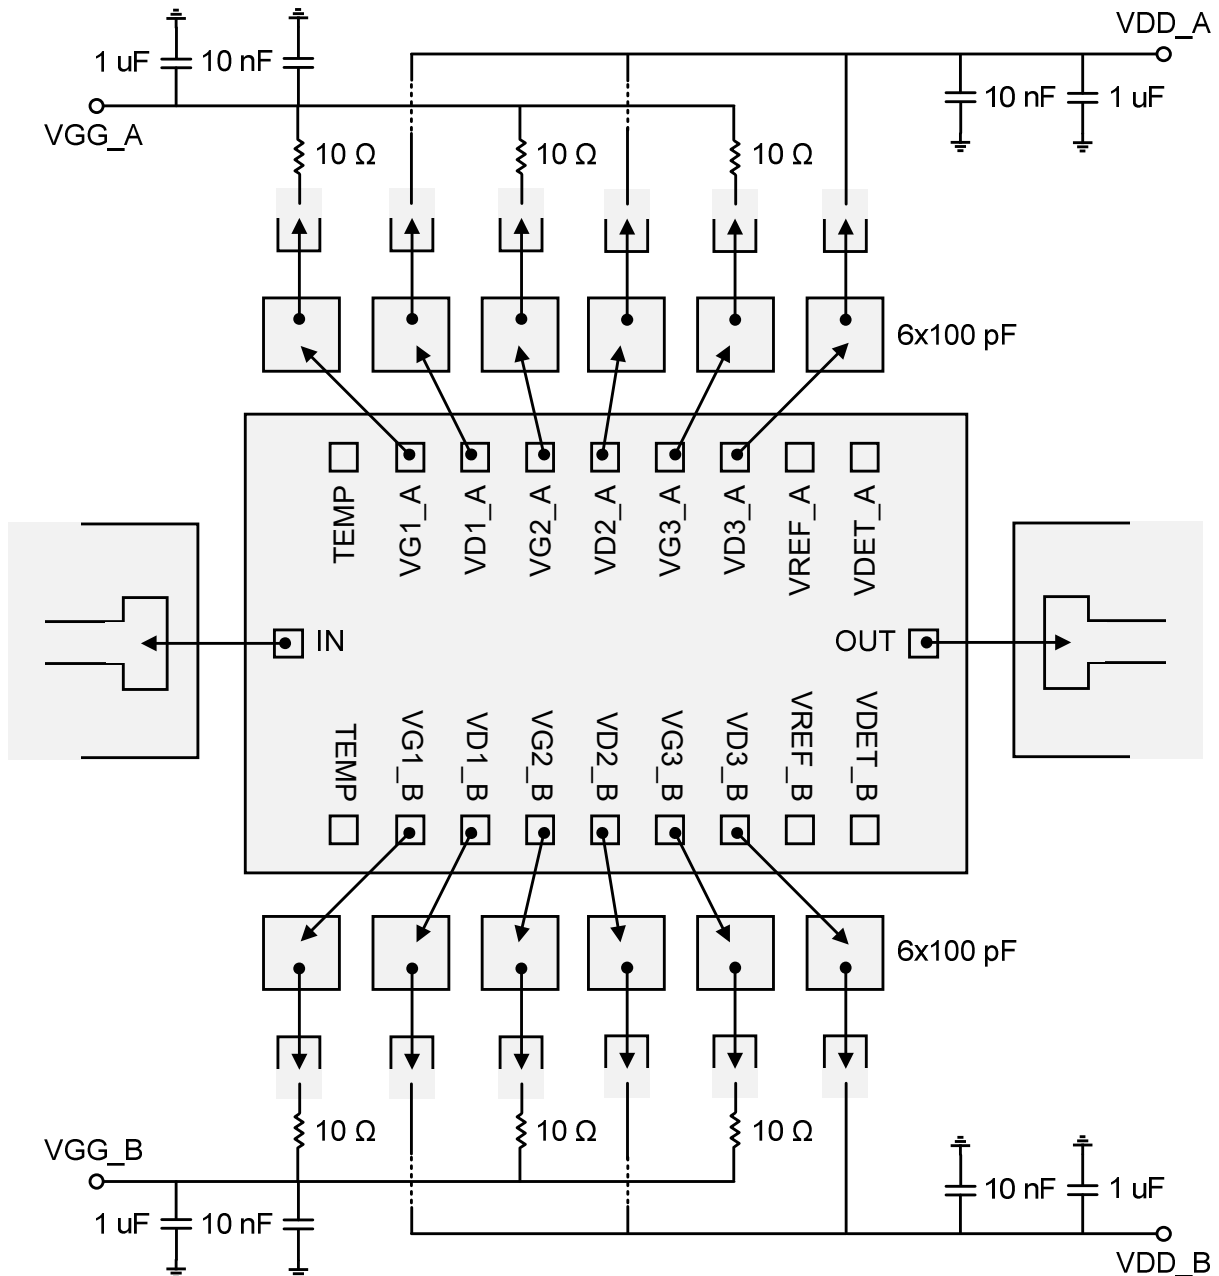 VDD_A
1 uF
10 nF
10 nF
1 uF
VGG_A
10 Ω
10 Ω
10 Ω
6x100 pF
TEMP
VG1_A
VD1_A
VG2_A
VD2_A
VG3_A
VD3_A
VREF_A
VDET_A
IN
OUT
TEMP
VG1_B
VD1_B
VG2_B
VD2_B
VG3_B
VD3_B
VREF_B
VDET_B
6x100 pF
10 Ω
10 Ω
10 Ω
VGG_B
10 nF
1 uF
1 uF
10 nF
VDD_B